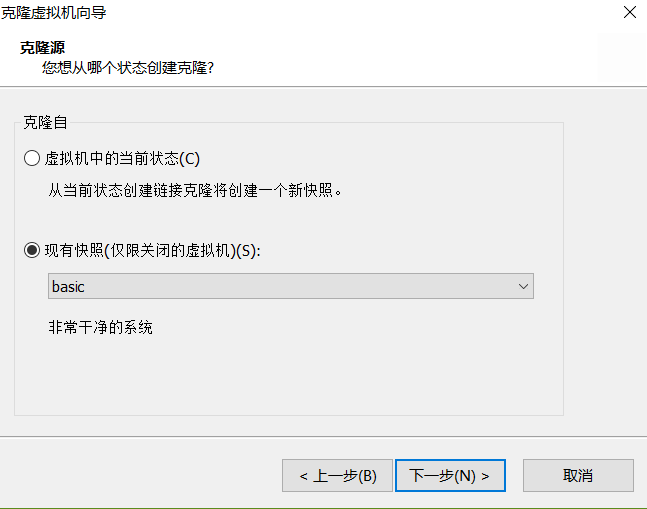 克隆虚拟机向导
克隆源
您想从哪个状态创建克隆?
克隆自
虚拟机中的当前状态(C)
从当前状态创建链接克隆将创建一个新快照。
现有快照(仅限关闭的虚拟机)(S):
basic
非常干净的系统
< 上一步(B)
下一步(N) >
取消